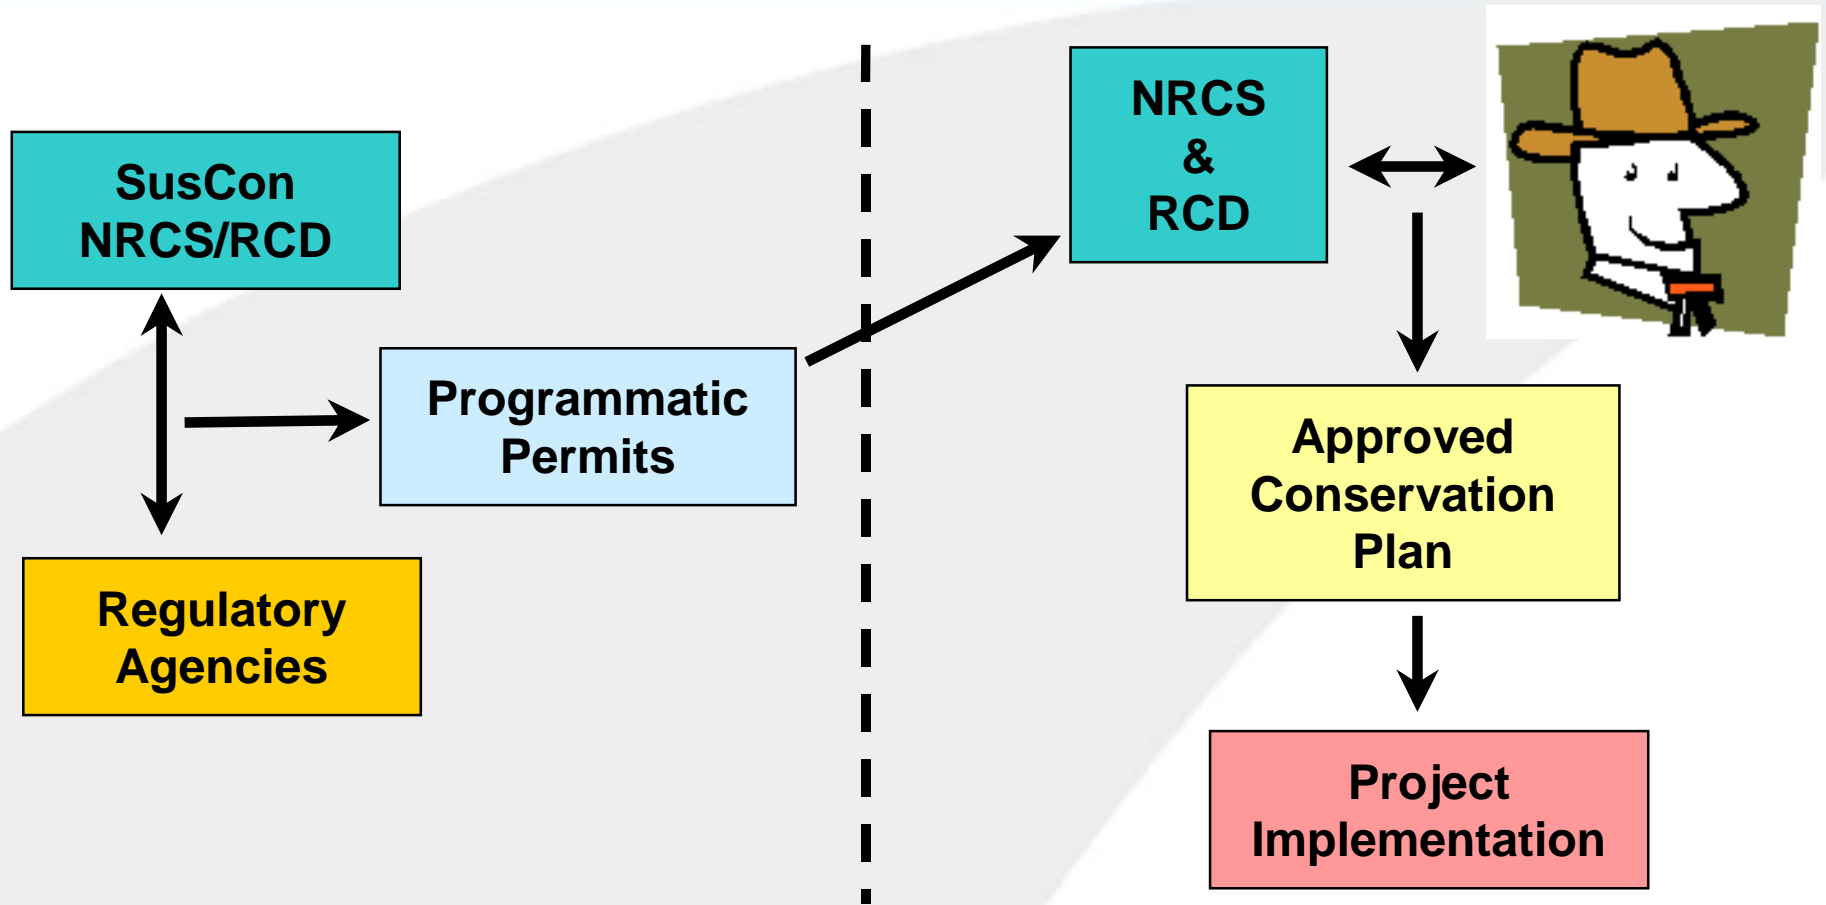 SusCon
NRCS/RCD
Regulatory
Agencies
Programmatic
Permits
NRCS
&
RCD
Approved
Conservation
Plan
Project
Implementation